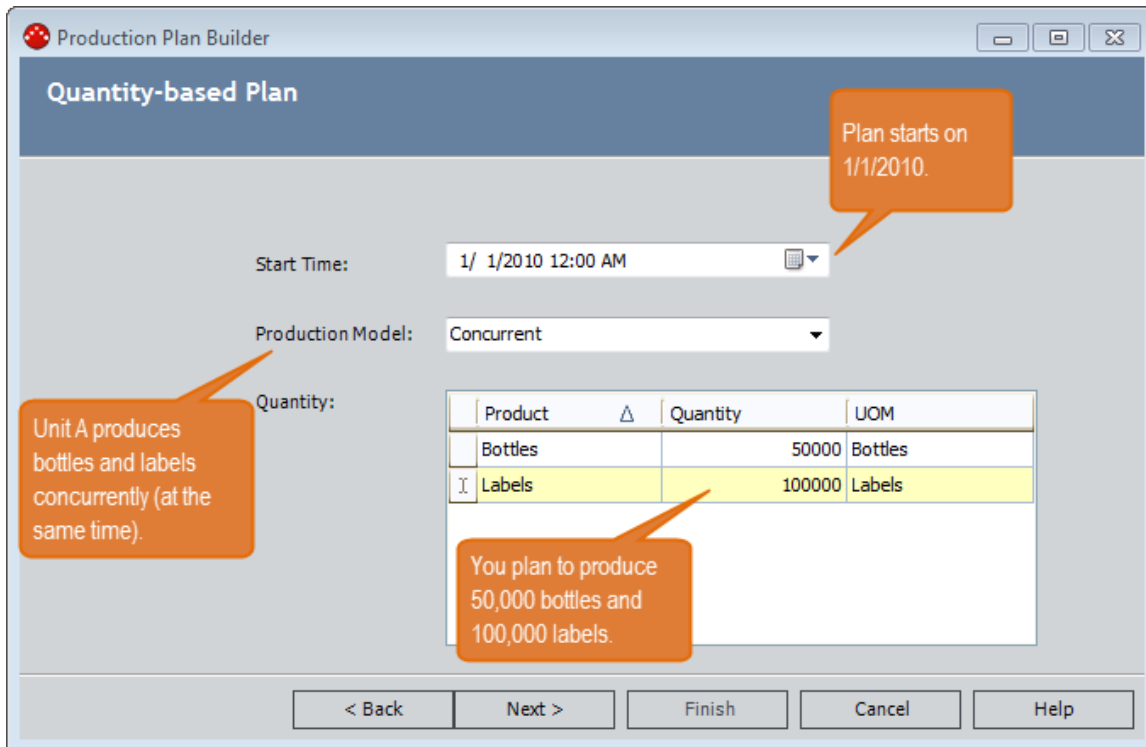 Production Plan Builder
Quantity-based Plan
Plan starts on
1/1/2010.
Start Time:
1/ 1/2010 12:00 AM
Production Model:
Concurrent
Unit A produces
bottles and labels
concurrently (at the
same time).
Quantity:
Product Quantity UOM
Bottles 50000 Bottles
Labels 100000 Labels
You plan to produce
50,000 bottles and
100,000 labels.
< Back Next > Finish Cancel Help